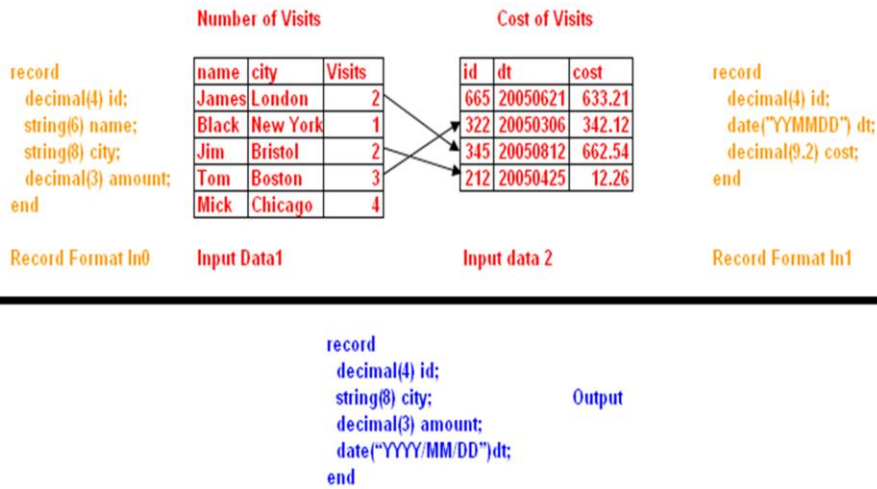 Number of Visits
Cost of Visits
record
decimal(4) id;
string(6) name;
string(8) city;
decimal(3) amount;
end
name city Visits
James London 2
Black New York 1
Jim Bristol 2
Tom Boston 3
Mick Chicago 4
id dt cost
665 20050621 633.21
322 20050306 342.12
345 20050812 662.54
212 20050425 12.26
record
decimal(4) id;
date("YYMMDD") dt;
decimal(9.2) cost;
end
Record Format In0
Input Data1
Input data 2
Record Format In1
record
decimal(4) id;
string(8) city;
decimal(3) amount;
date(“YYYY/MM/DD”)dt;
end
Output